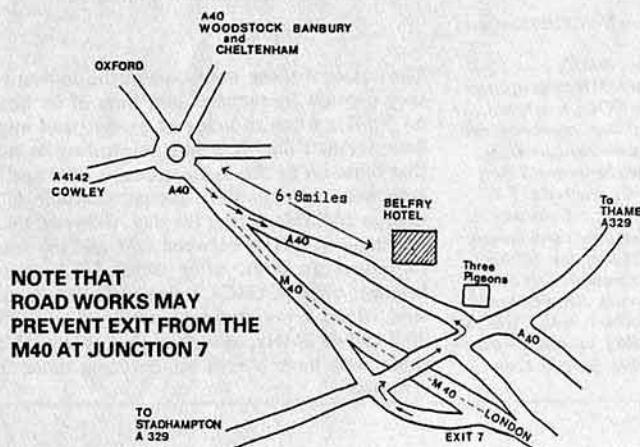 A40
WOODSTOCK BANBURY
and
CHELTENHAM
OXFORD
A4142
COWLEY
A40
6·8miles
BELFRY
HOTEL
To
THAME
A329
A40
Three
Pigeons
M40
A40
NOTE THAT
ROAD WORKS MAY
PREVENT EXIT FROM THE
M40 AT JUNCTION 7
M40
LONDON
TO
STADHAMPTON
A 329
EXIT 7